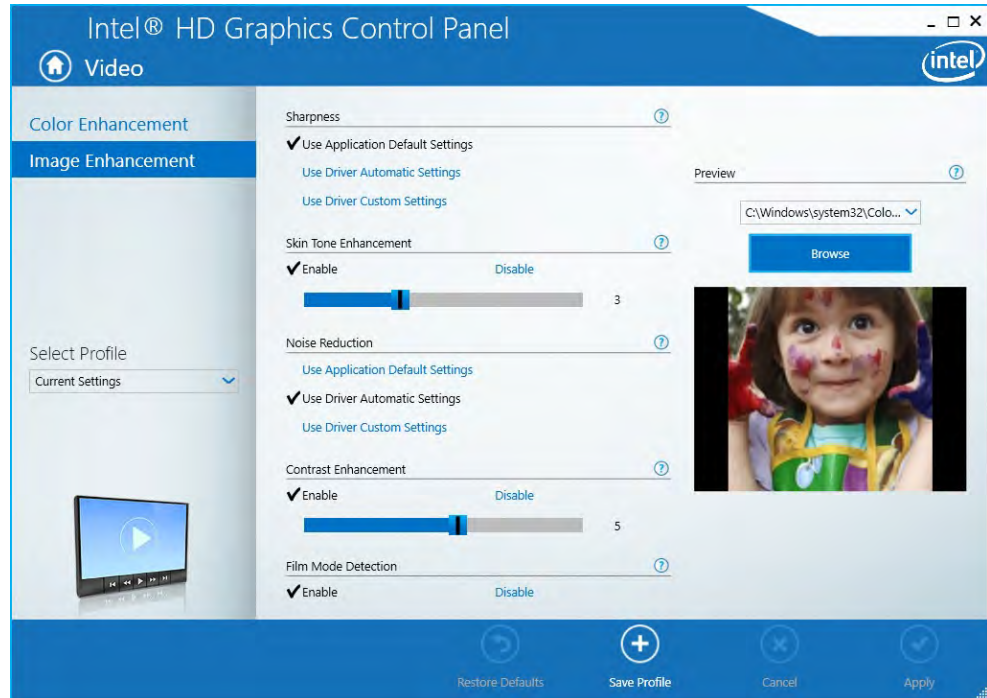 Intel® HD Graphics Control Panel
Video
intel
Color Enhancement
Image Enhancement
Select Profile
Current Settings
Sharpness
Use Application Default Settings
Use Driver Automatic Settings
Use Driver Custom Settings
Skin Tone Enhancement
Enable Disable
3
Noise Reduction
Use Application Default Settings
Use Driver Automatic Settings
Use Driver Custom Settings
Contrast Enhancement
Enable Disable
5
Film Mode Detection
Enable Disable
Preview
C:\Windows\system32\Colo...
Browse
Restore Defaults Save Profile Cancel Apply